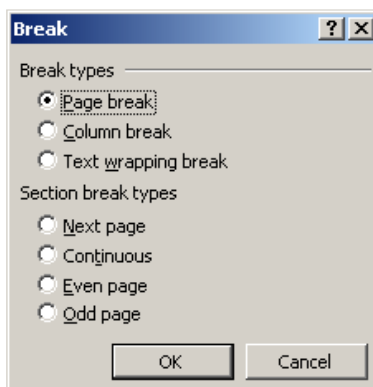 Break
Break types
Page break
Column break
Text wrapping break
Section break types
Next page
Continuous
Even page
Odd page
OK Cancel